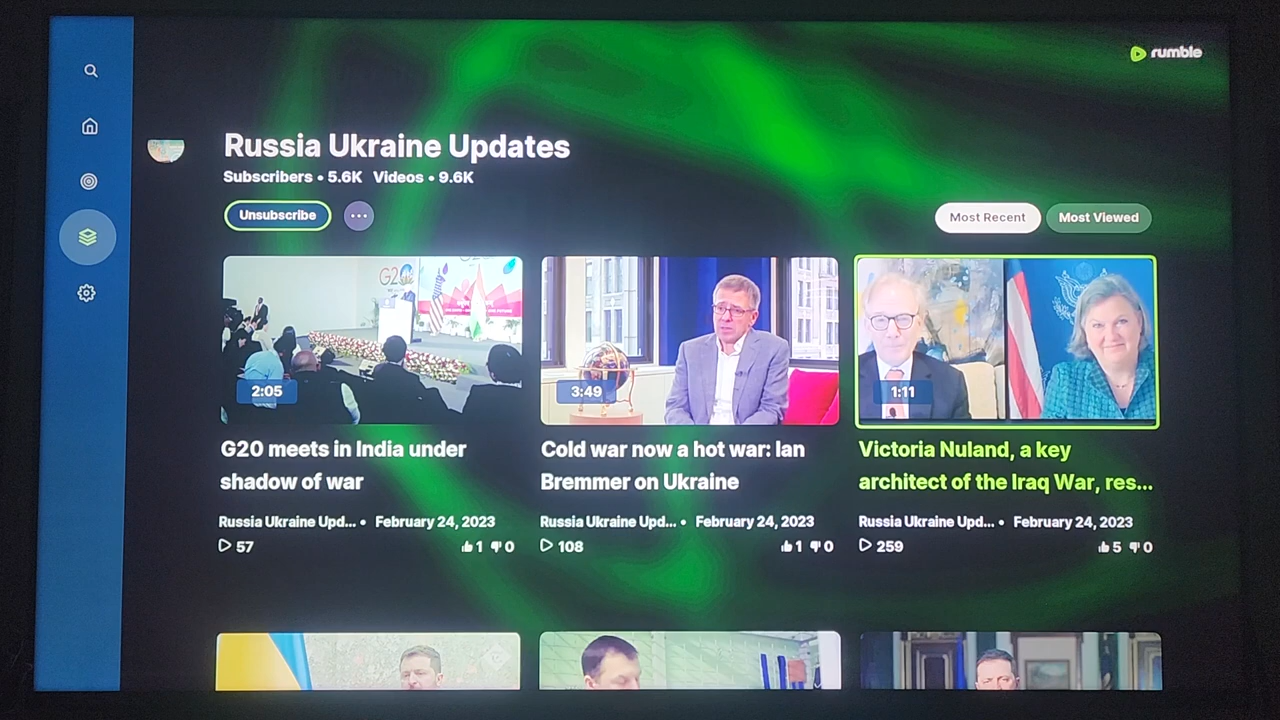 rumble
Russia Ukraine Updates
Subscribers • 5.6K Videos • 9.6K
Unsubscribe
Most Recent
Most Viewed
G20
2:05
3:49
1:11
G20 meets in India under
shadow of war
Russia Ukraine Upd... • February 24, 2023
57
1
0
Cold war now a hot war: Ian
Bremmer on Ukraine
Russia Ukraine Upd... • February 24, 2023
108
1
0
Victoria Nuland, a key
architect of the Iraq War, res...
Russia Ukraine Upd... • February 24, 2023
259
5
0